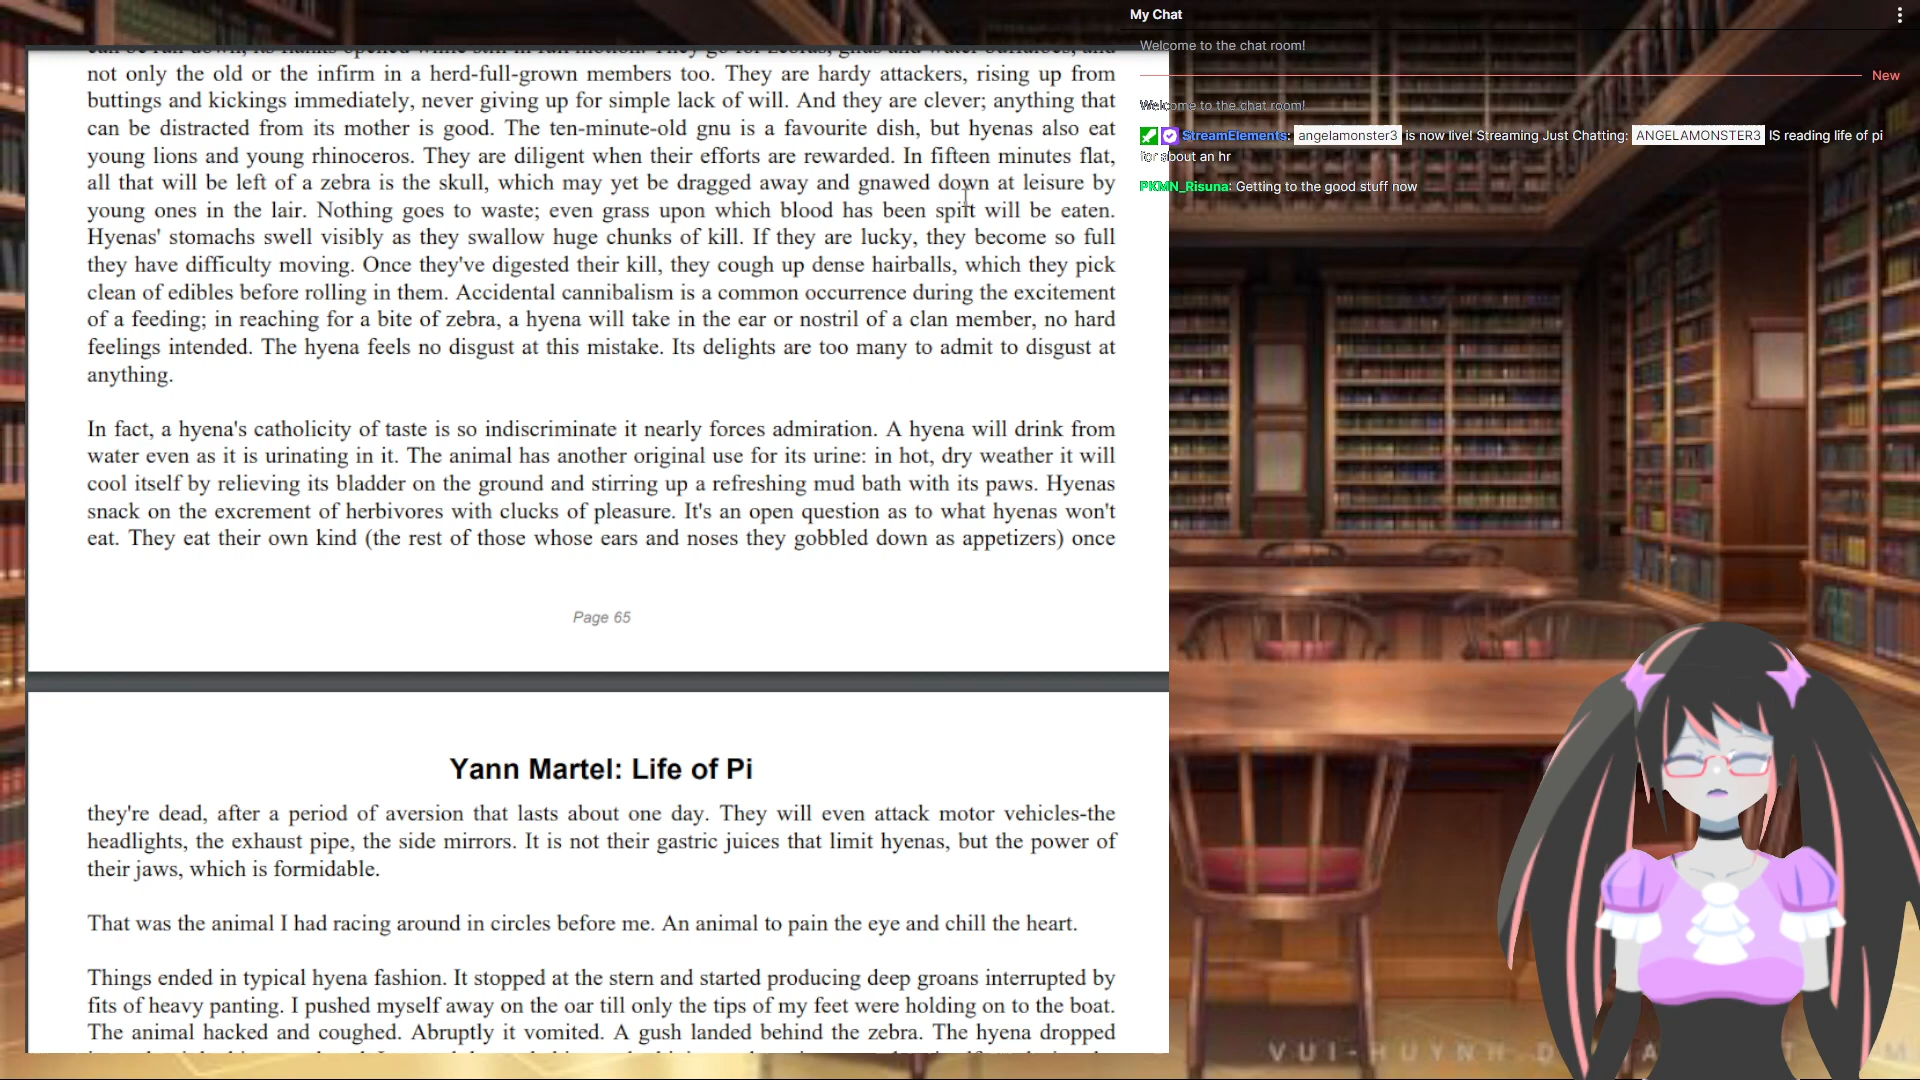 not only the old or the infirm in a herd-full-grown members too. They are hardy attackers, rising up from
buttings and kickings immediately, never giving up for simple lack of will. And they are clever; anything that
can be distracted from its mother is good. The ten-minute-old gnu is a favourite dish, but hyenas also eat
young lions and young rhinoceros. They are diligent when their efforts are rewarded. In fifteen minutes flat,
all that will be left of a zebra is the skull, which may yet be dragged away and gnawed down at leisure by
young ones in the lair. Nothing goes to waste; even grass upon which blood has been spilt will be eaten.
Hyenas' stomachs swell visibly as they swallow huge chunks of kill. If they are lucky, they become so full
they have difficulty moving. Once they've digested their kill, they cough up dense hairballs, which they pick
clean of edibles before rolling in them. Accidental cannibalism is a common occurrence during the excitement
of a feeding; in reaching for a bite of zebra, a hyena will take in the ear or nostril of a clan member, no hard
feelings intended. The hyena feels no disgust at this mistake. Its delights are too many to admit to disgust at
anything.
In fact, a hyena's catholicity of taste is so indiscriminate it nearly forces admiration. A hyena will drink from
water even as it is urinating in it. The animal has another original use for its urine: in hot, dry weather it will
cool itself by relieving its bladder on the ground and stirring up a refreshing mud bath with its paws. Hyenas
snack on the excrement of herbivores with clucks of pleasure. It's an open question as to what hyenas won't
eat. They eat their own kind (the rest of those whose ears and noses they gobbled down as appetizers) once
Page 65
Yann Martel: Life of Pi
they're dead, after a period of aversion that lasts about one day. They will even attack motor vehicles-the
headlights, the exhaust pipe, the side mirrors. It is not their gastric juices that limit hyenas, but the power of
their jaws, which is formidable.
That was the animal I had racing around in circles before me. An animal to pain the eye and chill the heart.
Things ended in typical hyena fashion. It stopped at the stern and started producing deep groans interrupted by
fits of heavy panting. I pushed myself away on the oar till only the tips of my feet were holding on to the boat.
The animal hacked and coughed. Abruptly it vomited. A gush landed behind the zebra. The hyena dropped
My Chat
Welcome to the chat room!
New
Welcome to the chat room!
StreamElements: angelamonster3 is now live! Streaming Just Chatting: ANGELAMONSTER3 IS reading life of pi
for about an hr
PKMN_Risuna: Getting to the good stuff now
VUI-HUYNH